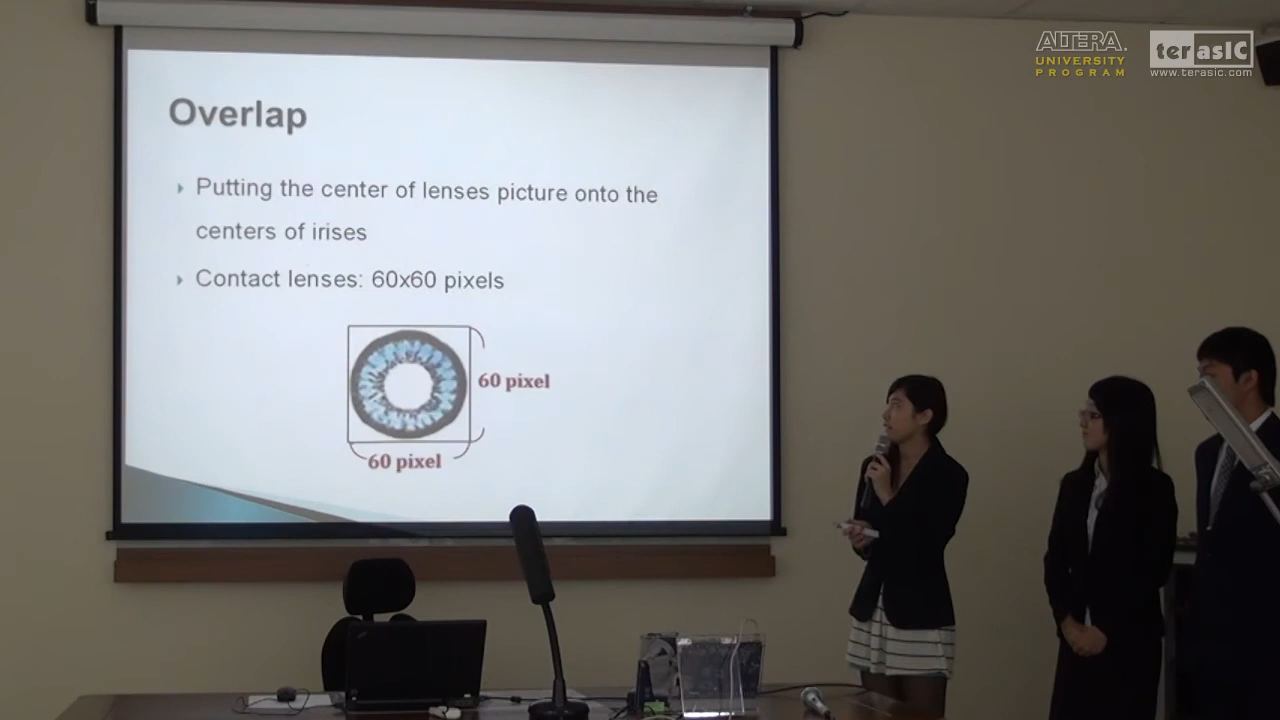 ALTERA.
UNIVERSITY
PROGRAM
terasic
www.terasic.com
Overlap
Putting the center of lenses picture onto the
centers of irises
Contact lenses: 60x60 pixels
60 pixel
60 pixel